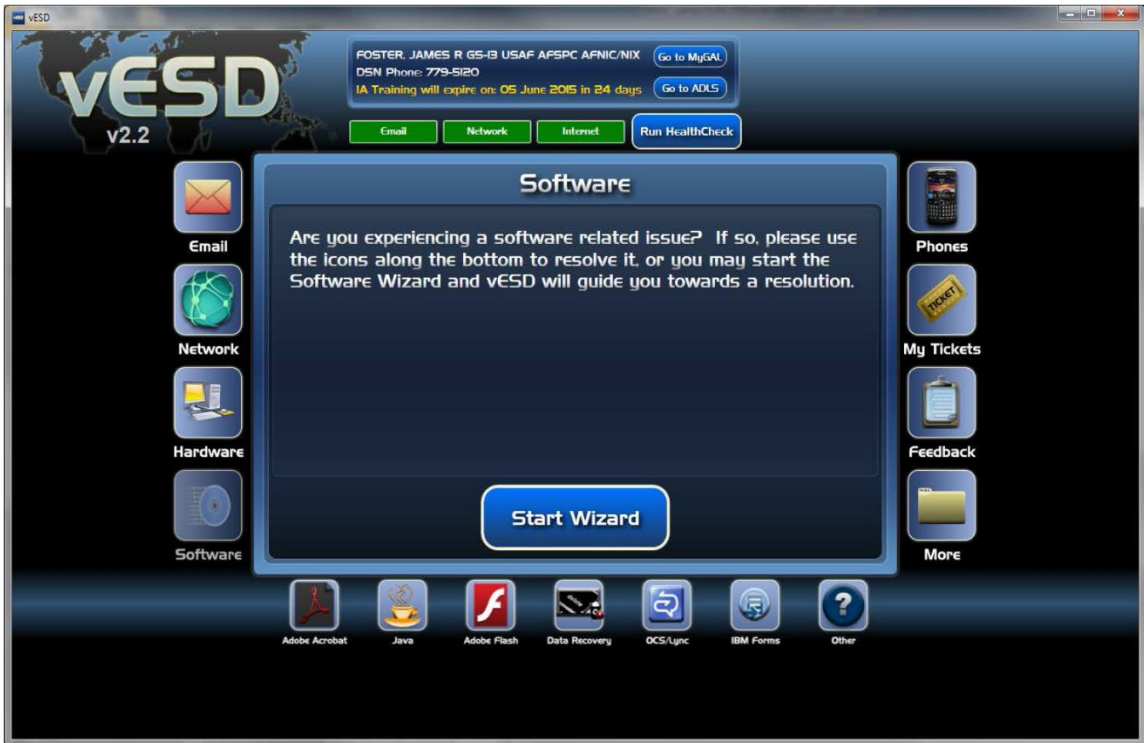 vESD
vESD
v2.2
FOSTER, JAMES R GS-13 USAF AFSPC AFNIC/NIX
DSN Phone: 779-5120
IA Training will expire on: 05 June 2015 in 24 days
Go to MyGAL
Go to ADLS
Email
Network
Internet
Run HealthCheck
Email
Network
Hardware
Software
Software
Are you experiencing a software related issue? If so, please use
the icons along the bottom to resolve it, or you may start the
Software Wizard and vESD will guide you towards a resolution.
Start Wizard
Phones
TICKET
My Tickets
Feedback
More
Adobe Acrobat
Java
Adobe Flash
Data Recovery
OCS/Lync
IBM Forms
?
Other